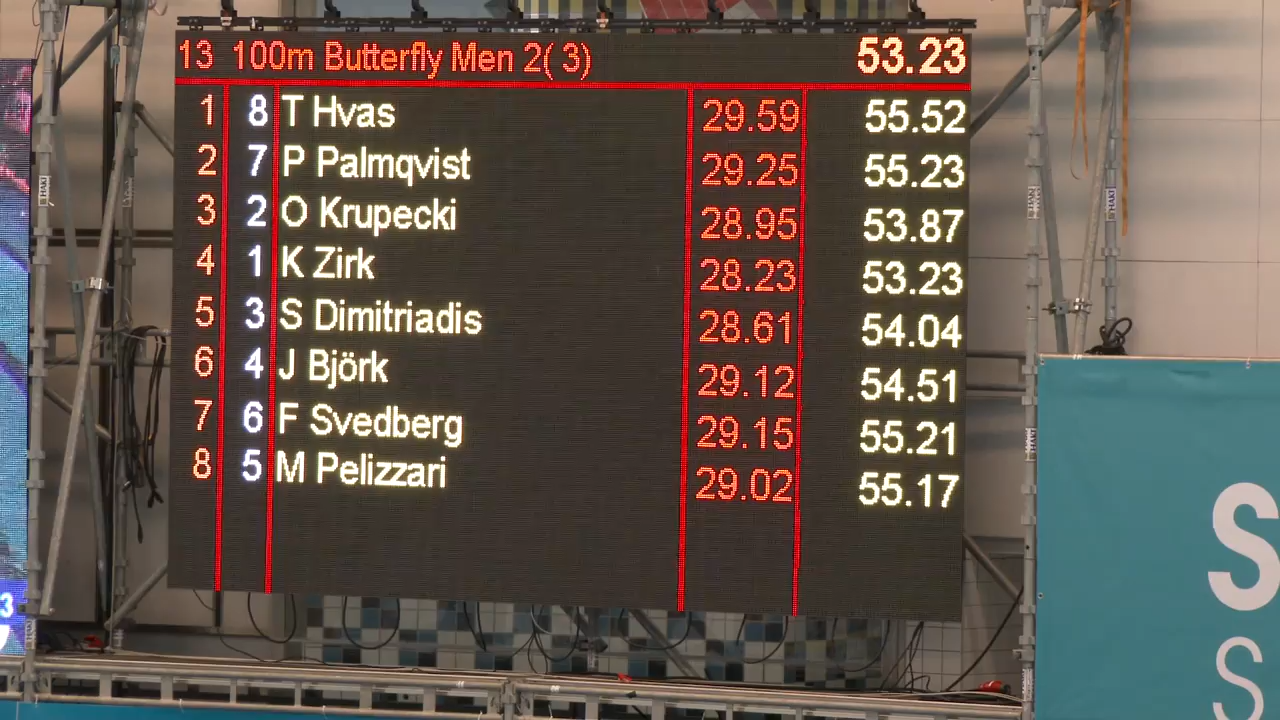 13 100m Butterfly Men 2( 3) 53.23
1 8 T Hvas 29.59 55.52
2 7 P Palmqvist 29.25 55.23
3 2 O Krupecki 28.95 53.87
4 1 K Zirk 28.23 53.23
5 3 S Dimitriadis 28.61 54.04
6 4 J Björk 29.12 54.51
7 6 F Svedberg 29.15 55.21
8 5 M Pelizzari 29.02 55.17
3
S
S